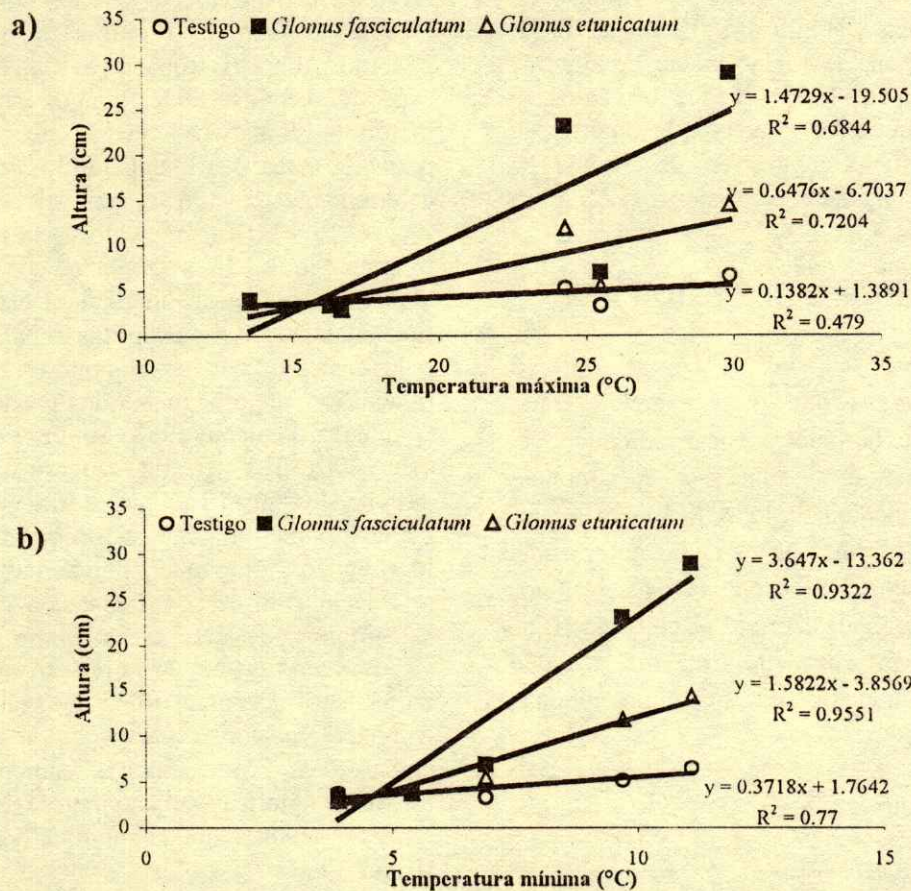 a)
35
Testigo Glomus fasciculatum Glomus etunicatum
30
25
20
15
10
5
0
Altura (cm)
y = 1.4729x - 19.505
R² = 0.6844
y = 0.6476x - 6.7037
R² = 0.7204
y = 0.1382x + 1.3891
R² = 0.479
10 15 20 25 30 35
Temperatura máxima (°C)
b)
35
Testigo Glomus fasciculatum Glomus etunicatum
30
25
20
15
10
5
0
Altura (cm)
y = 3.647x - 13.362
R² = 0.9322
y = 1.5822x - 3.8569
R² = 0.9551
y = 0.3718x + 1.7642
R² = 0.77
0 5 10 15
Temperatura mínima (°C)